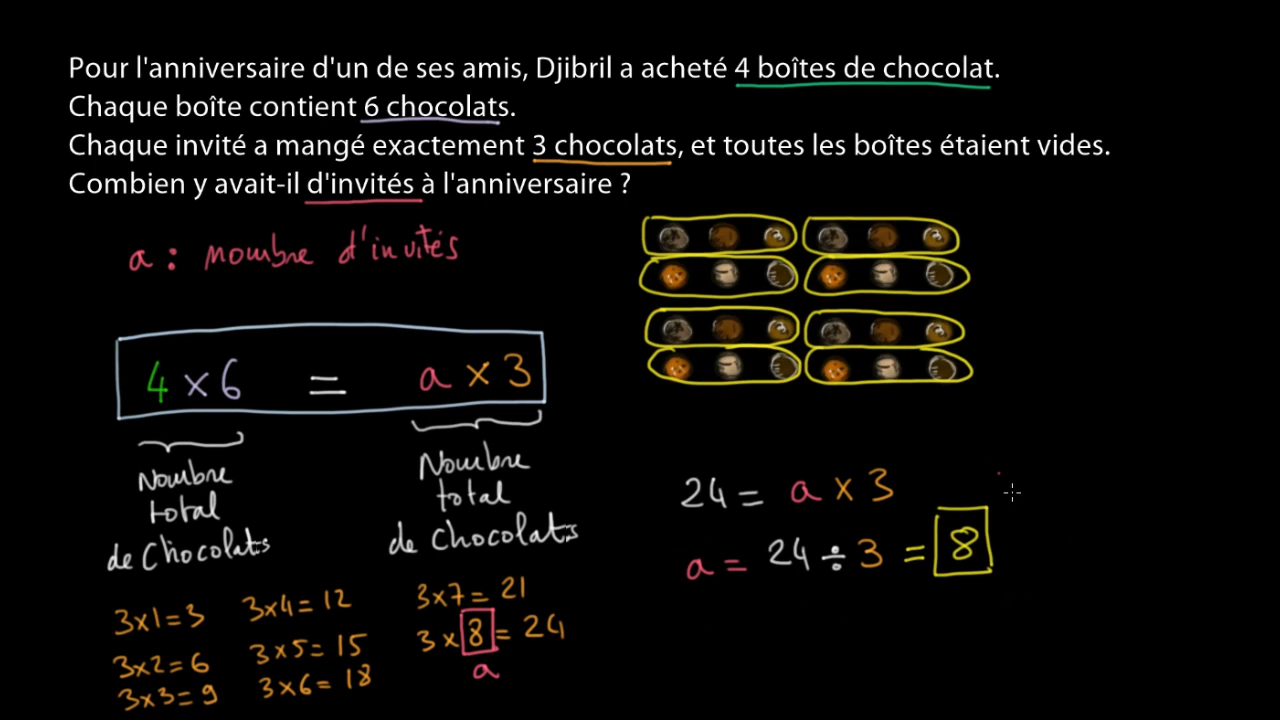 Pour l'anniversaire d'un de ses amis, Djibril a acheté 4 boîtes de chocolat.
Chaque boîte contient 6 chocolats.
Chaque invité a mangé exactement 3 chocolats, et toutes les boîtes étaient vides.
Combien y avait-il d'invités à l'anniversaire ?
a : nombre d'invités
4 x 6 = a x 3
Nombre
total
de Chocolats
Nombre
total
de Chocolats
24 = a x 3
a = 24 ÷ 3 = 8
3x1=3
3x2=6
3x3=9
3x4=12
3x5=15
3x6=18
3x7=21
3x8=24
a